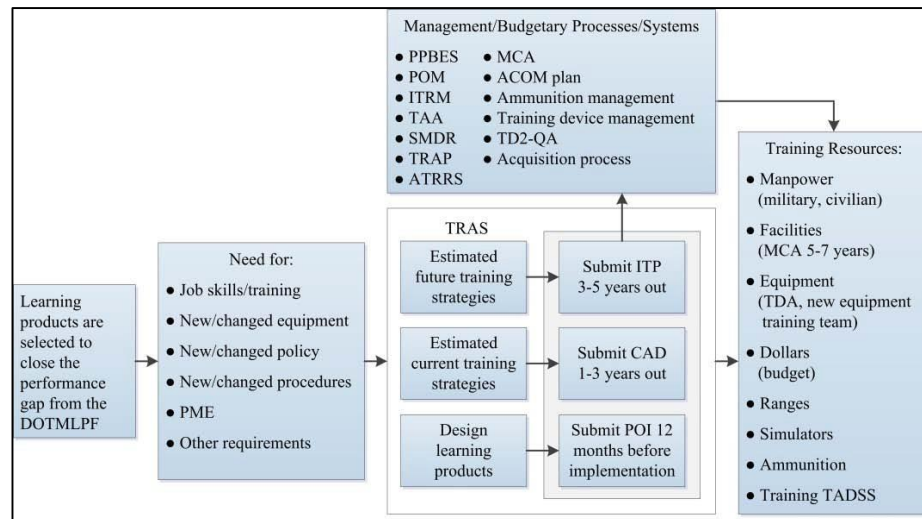 Management/Budgetary Processes/Systems
● PPBES
● POM
● ITRM
● TAA
● SMDR
● TRAP
● ATRRS
● MCA
● ACOM plan
● Ammunition management
● Training device management
● TD2-QA
● Acquisition process
Learning
products are
selected to
close the
performance
gap from the
DOTMLPF
Need for:
● Job skills/training
● New/changed equipment
● New/changed policy
● New/changed procedures
● PME
● Other requirements
TRAS
Estimated
future training
strategies
Submit ITP
3-5 years out
Estimated
current training
strategies
Submit CAD
1-3 years out
Design
learning
products
Submit POI 12
months before
implementation
Training Resources:
● Manpower
(military, civilian)
● Facilities
(MCA 5-7 years)
● Equipment
(TDA, new equipment
training team)
● Dollars
(budget)
● Ranges
● Simulators
● Ammunition
● Training TADSS